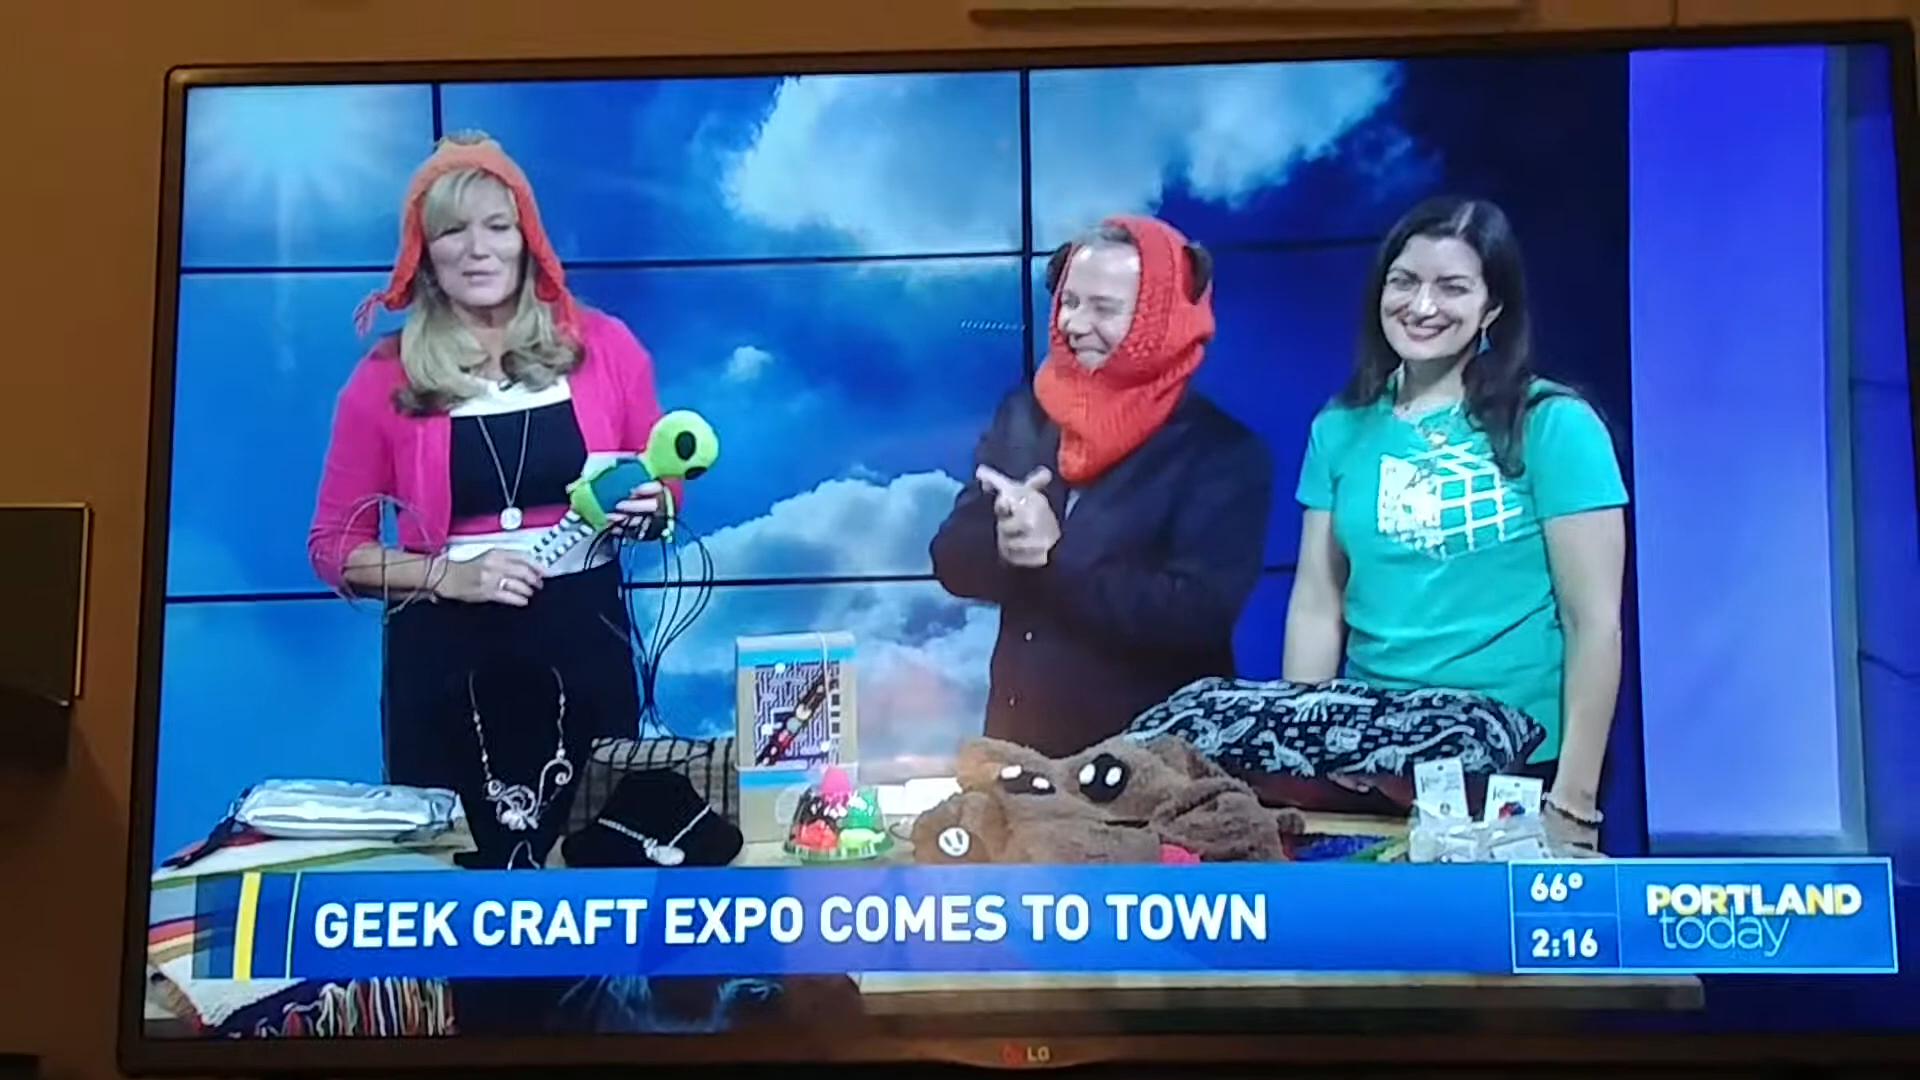 GEEK CRAFT EXPO COMES TO TOWN
66°
2:16
PORTLAND
today
LG